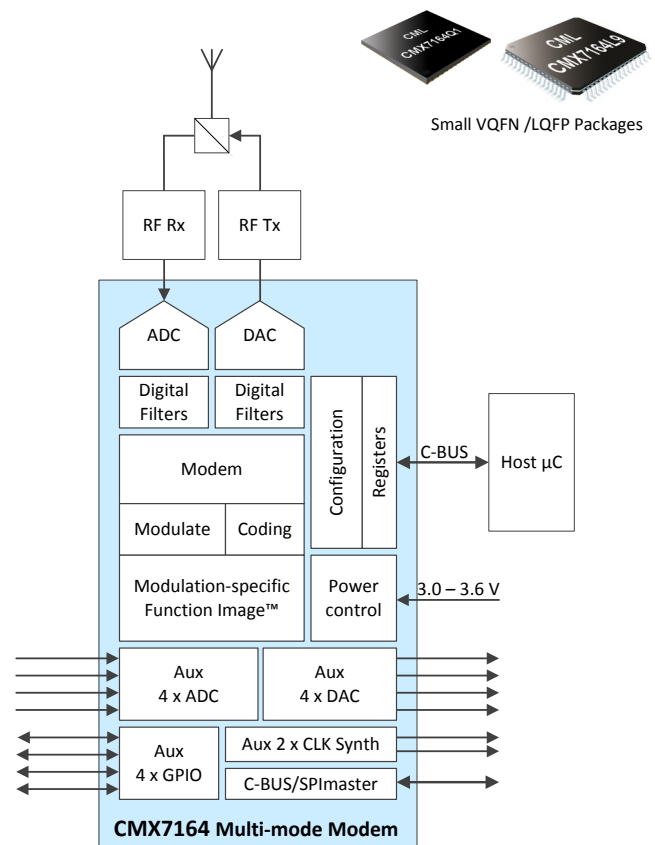 CML
CMX7164Q1
CML
CMX7164L9
Small VQFN /LQFP Packages
RF Rx
RF Tx
ADC
DAC
Digital
Filters
Digital
Filters
Configuration
Registers
C-BUS
Host µC
Modem
Modulate
Coding
Modulation-specific
Function Image™
Power
control
3.0 – 3.6 V
Aux
4 x ADC
Aux
4 x DAC
Aux
4 x GPIO
Aux 2 x CLK Synth
C-BUS/SPImaster
CMX7164 Multi-mode Modem